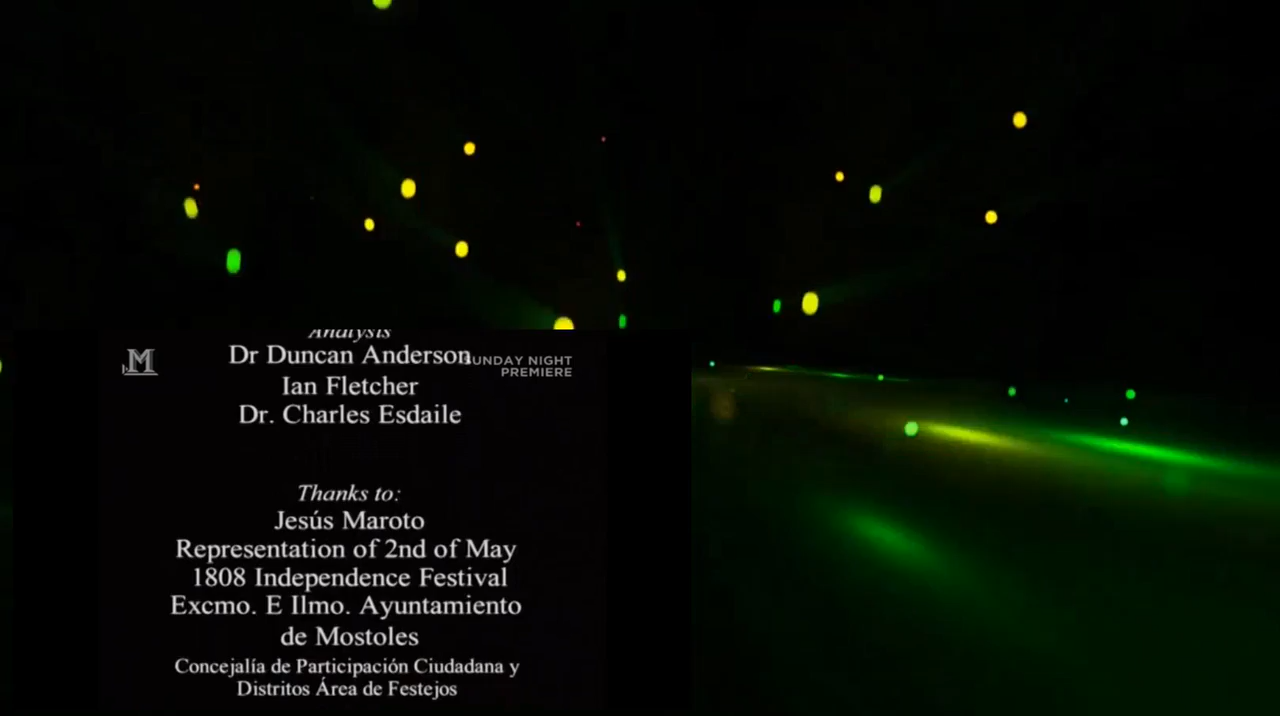 Analysis
Dr Duncan Anderson
SUNDAY NIGHT
PREMIERE
Ian Fletcher
Dr. Charles Esdaile
Thanks to:
Jesús Maroto
Representation of 2nd of May
1808 Independence Festival
Excmo. E Ilmo. Ayuntamiento
de Mostoles
Concejalía de Participación Ciudadana y
Distritos Área de Festejos